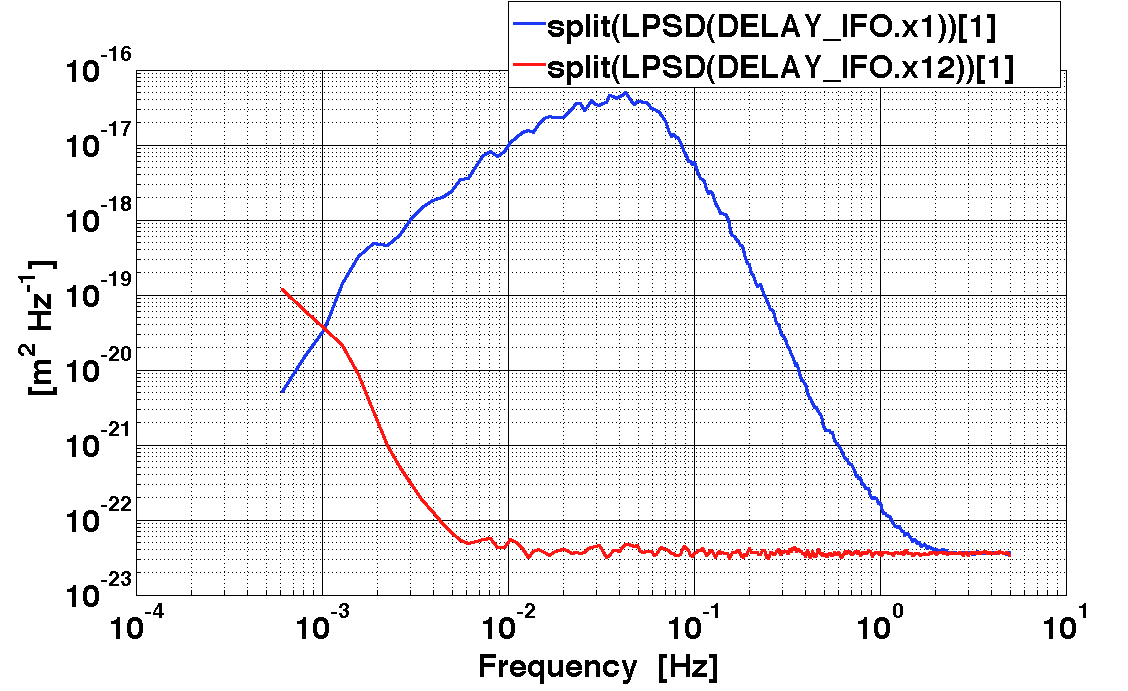 split(LPSD(DELAY_IFO.x1))[1]
split(LPSD(DELAY_IFO.x12))[1]
10^-16
10^-17
10^-18
10^-19
10^-20
10^-21
10^-22
10^-23
[m^2 Hz^-1]
10^-4 10^-3 10^-2 10^-1 10^0 10^1
Frequency [Hz]